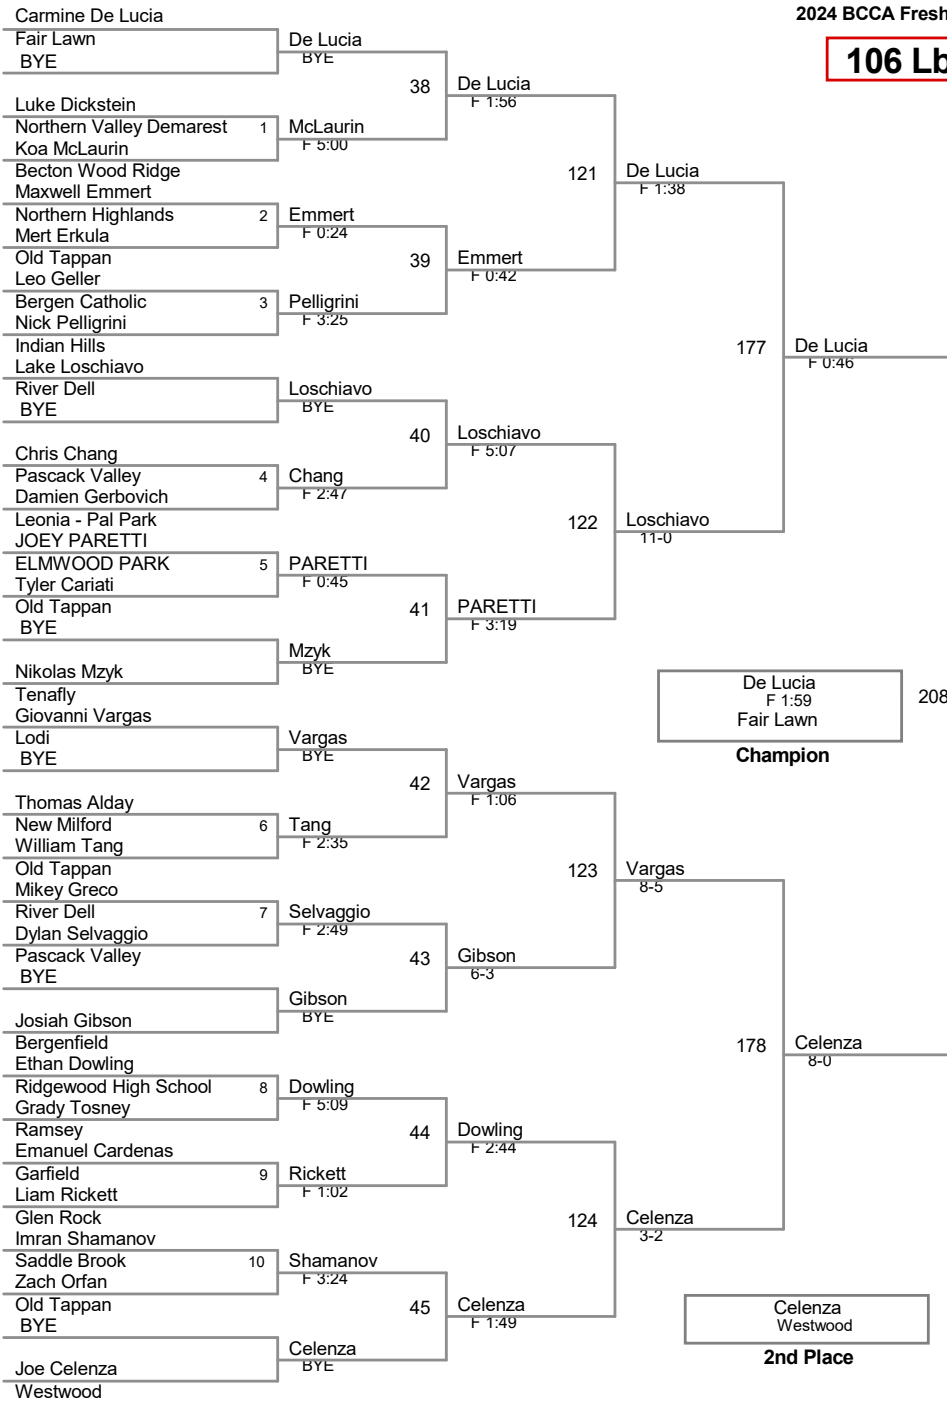 2024 BCCA Fresh
106 Lb
Carmine De Lucia
Fair Lawn
BYE
Luke Dickstein
Northern Valley Demarest
1
Koa McLaurin
Becton Wood Ridge
Maxwell Emmert
Northern Highlands
2
Mert Erkula
Old Tappan
Leo Geller
Bergen Catholic
3
Nick Pelligrini
Indian Hills
Lake Loschiavo
River Dell
BYE
Chris Chang
Pascack Valley
4
Damien Gerbovich
Leonia - Pal Park
JOEY PARETTI
ELMWOOD PARK
5
Tyler Cariati
Old Tappan
BYE
Nikolas Mzyk
Tenafly
Giovanni Vargas
Lodi
BYE
Thomas Alday
New Milford
6
William Tang
Old Tappan
Mikey Greco
River Dell
7
Dylan Selvaggio
Pascack Valley
BYE
Josiah Gibson
Bergenfield
Ethan Dowling
Ridgewood High School
8
Grady Tosney
Ramsey
Emanuel Cardenas
Garfield
9
Liam Rickett
Glen Rock
Imran Shamanov
Saddle Brook
10
Zach Orfan
Old Tappan
BYE
Joe Celenza
Westwood
De Lucia
BYE
38
McLaurin
F 5:00
Emmert
F 0:24
39
Pelligrini
F 3:25
Loschiavo
BYE
40
Chang
F 2:47
PARETTI
F 0:45
41
Mzyk
BYE
Vargas
BYE
42
Tang
F 2:35
Selvaggio
F 2:49
43
Gibson
BYE
Dowling
F 5:09
44
Rickett
F 1:02
Shamanov
F 3:24
45
Celenza
BYE
De Lucia
F 1:56
121
Emmert
F 0:42
Loschiavo
F 5:07
122
PARETTI
F 3:19
Vargas
F 1:06
123
Gibson
6-3
Dowling
F 2:44
124
Celenza
F 1:49
De Lucia
F 1:38
177
Loschiavo
11-0
Vargas
8-5
178
Celenza
3-2
De Lucia
F 0:46
Celenza
8-0
De Lucia
F 1:59
Fair Lawn
208
Champion
Celenza
Westwood
2nd Place